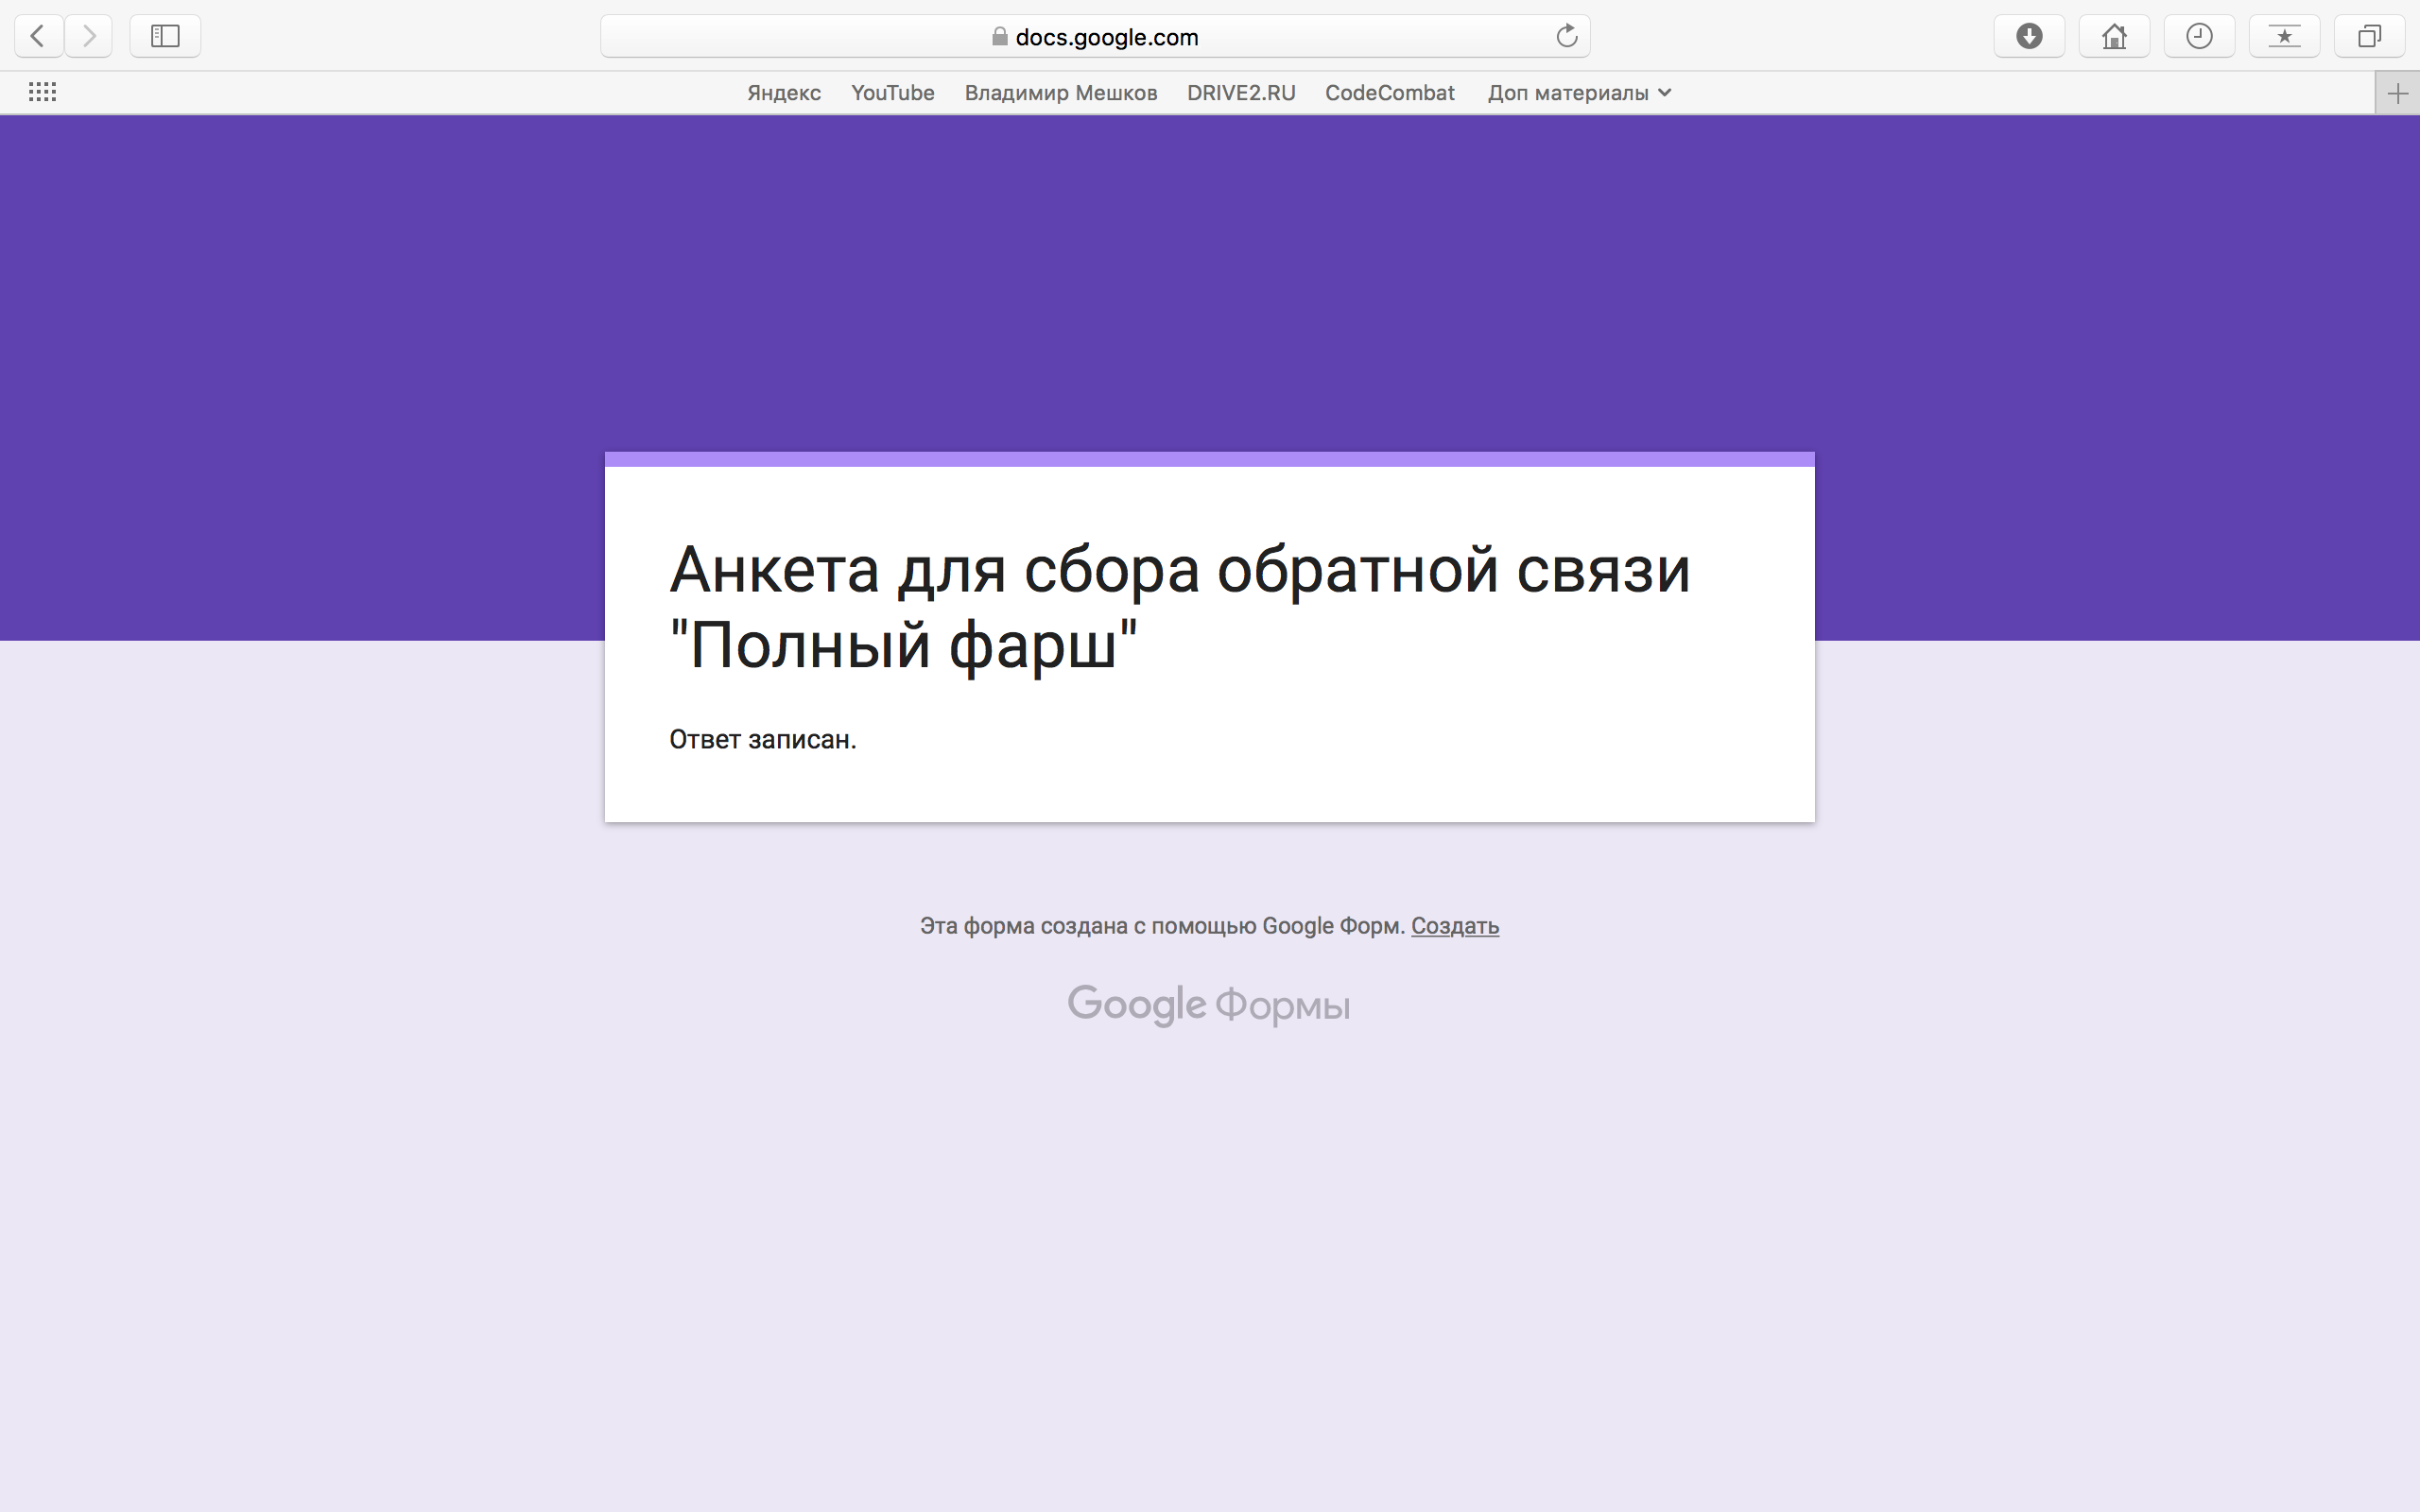 docs.google.com
Яндекс YouTube Владимир Мешков DRIVE2.RU CodeCombat Доп материалы
Анкета для сбора обратной связи
"Полный фарш"
Ответ записан.
Эта форма создана с помощью Google Форм. Создать
Google Формы